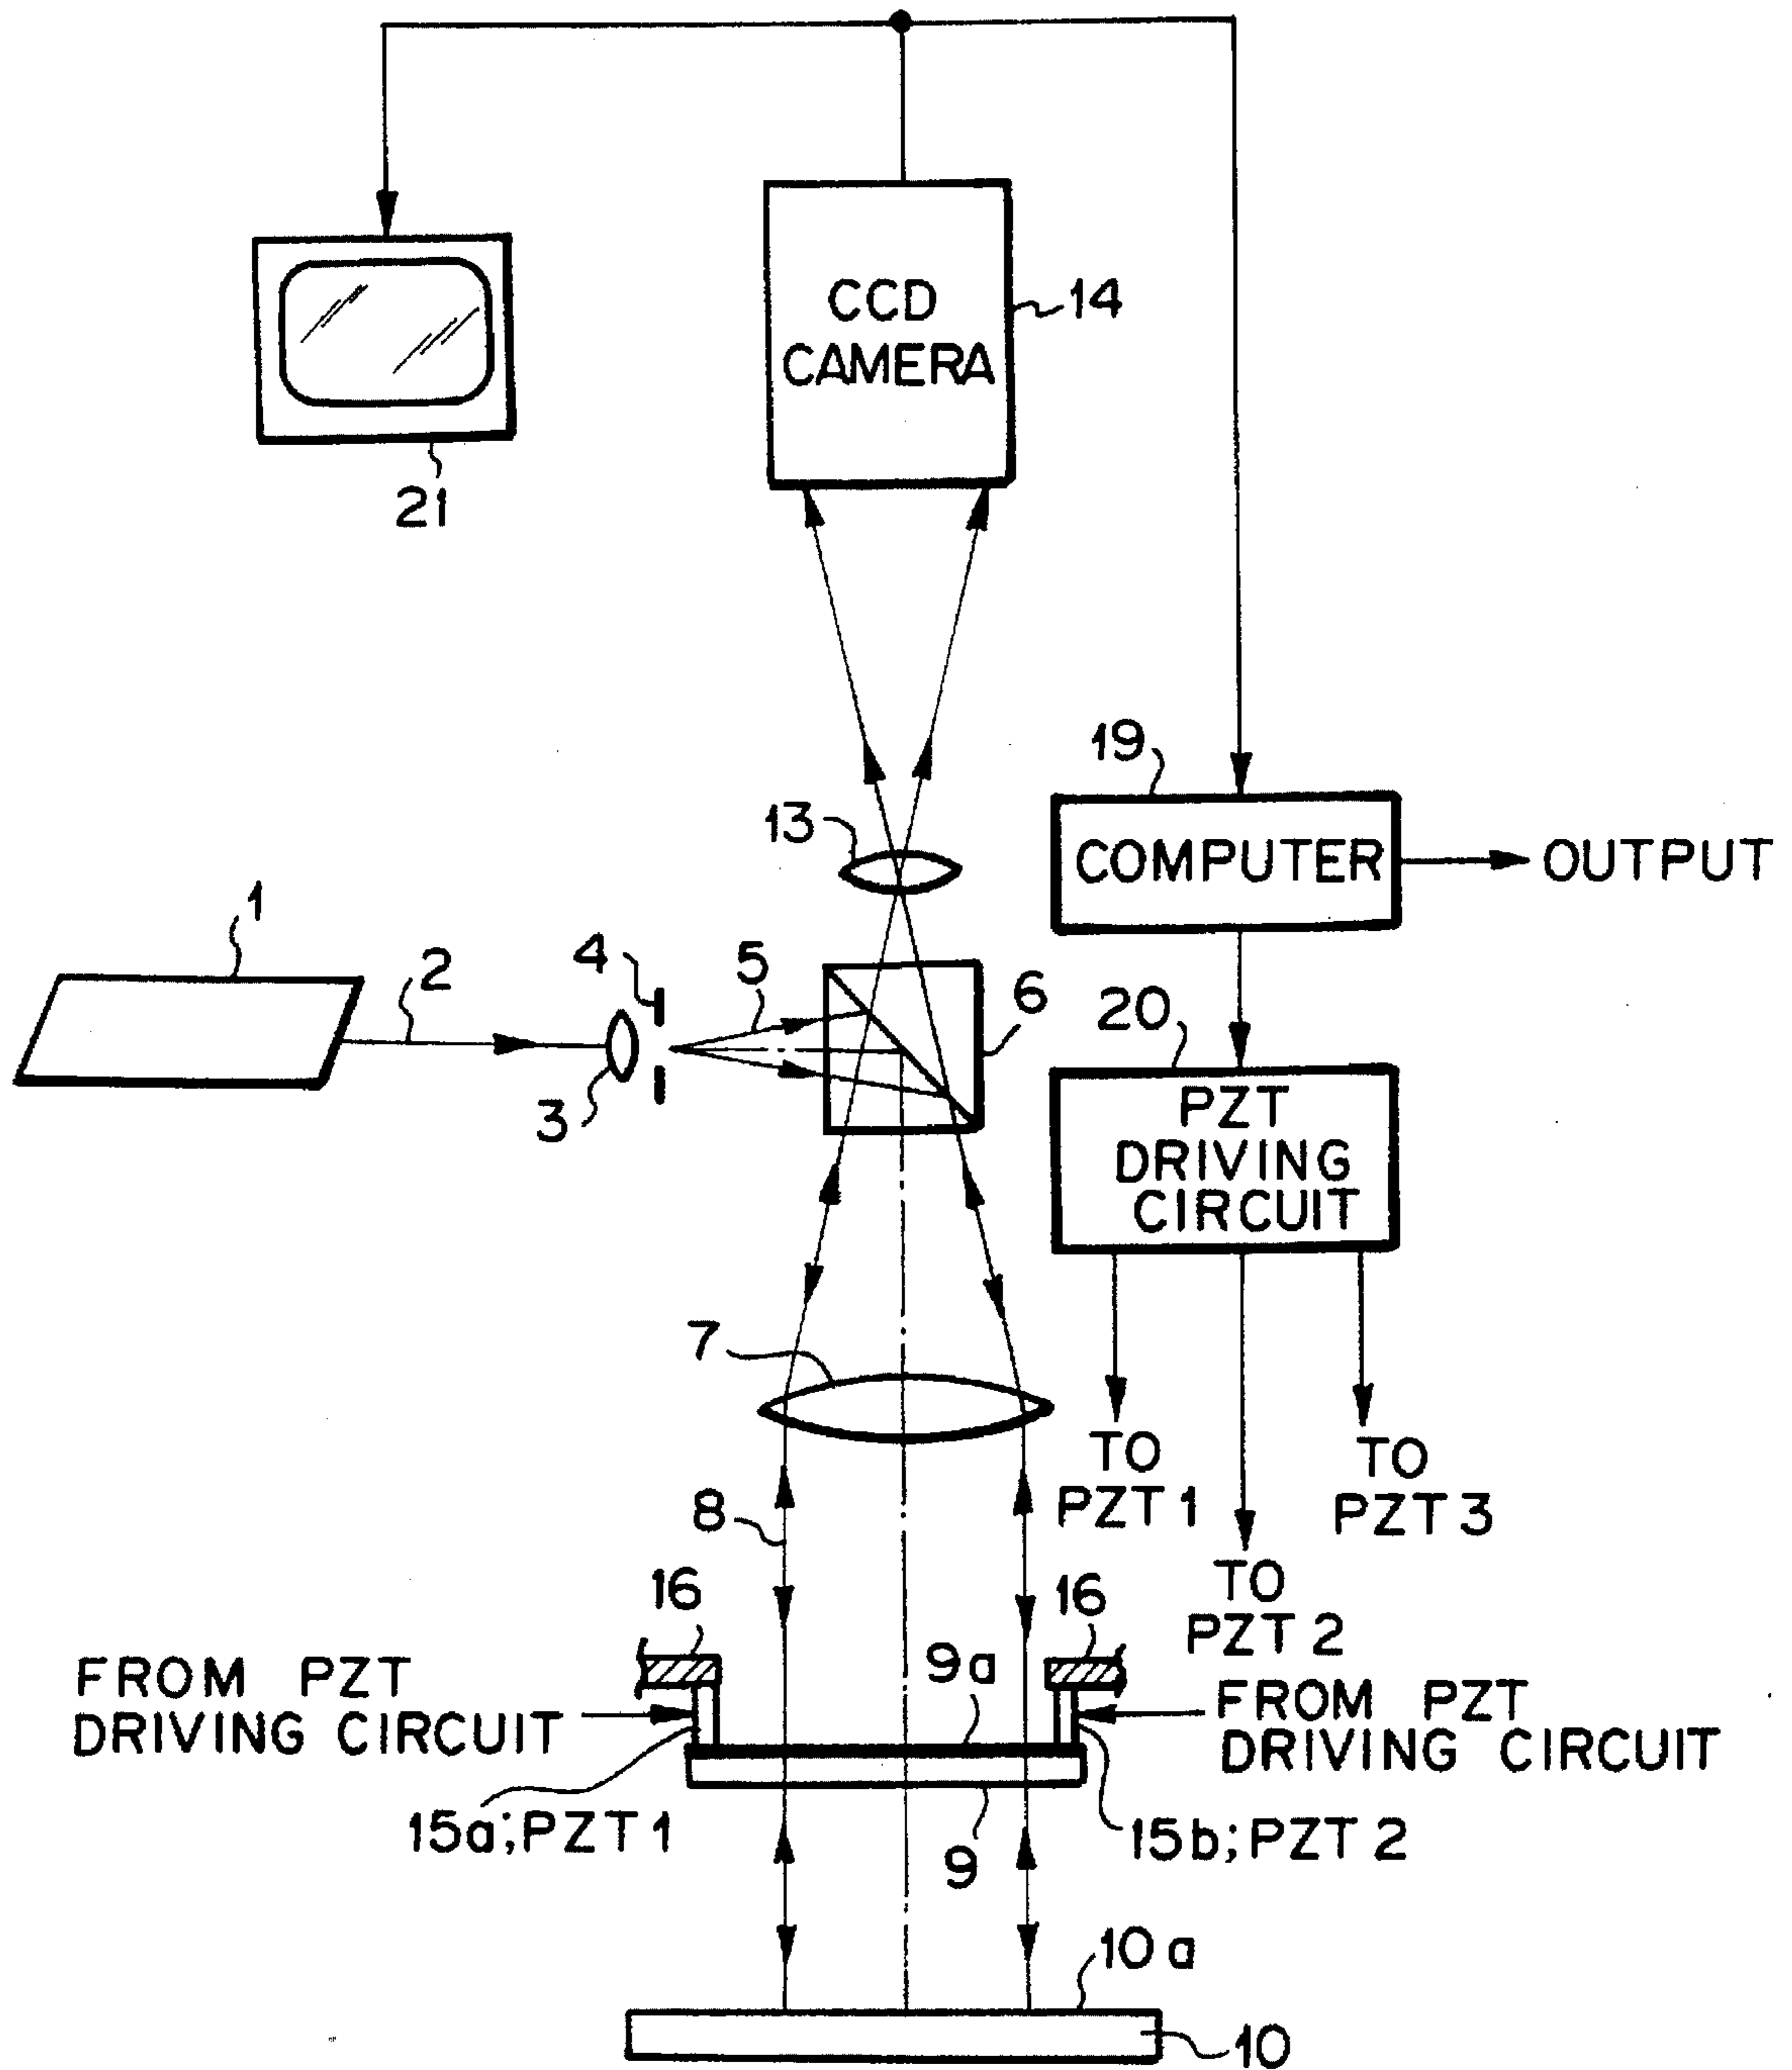 CCD
CAMERA
14
21
19
13
COMPUTER
OUTPUT
1
2
3
4
5
6
20
PZT
DRIVING
CIRCUIT
7
TO
PZT 1
TO
PZT 3
8
TO
PZT 2
16
16
9a
FROM PZT
DRIVING CIRCUIT
FROM PZT
DRIVING CIRCUIT
15a; PZT 1
9
15b; PZT 2
10a
10